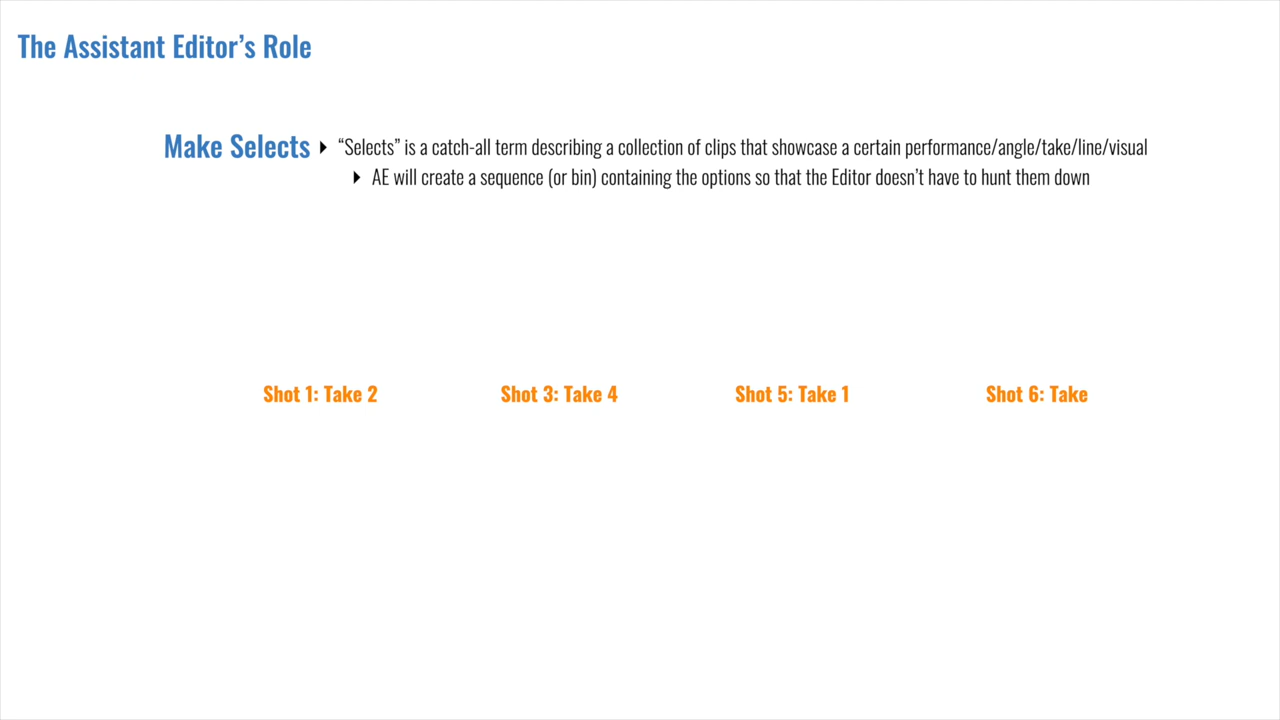 The Assistant Editor’s Role
Make Selects
“Selects” is a catch-all term describing a collection of clips that showcase a certain performance/angle/take/line/visual
AE will create a sequence (or bin) containing the options so that the Editor doesn’t have to hunt them down
Shot 1: Take 2
Shot 3: Take 4
Shot 5: Take 1
Shot 6: Take